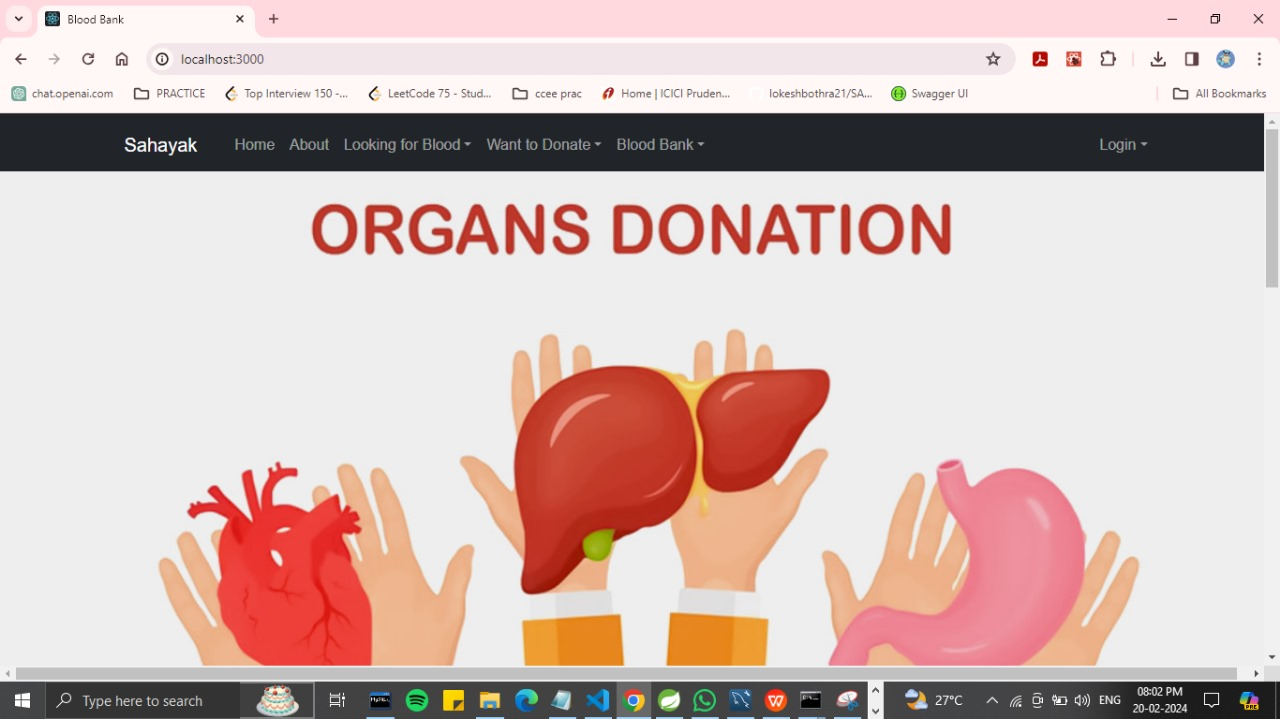 Blood Bank
localhost:3000
chat.openai.com PRACTICE Top Interview 150 -... LeetCode 75 - Stud... ccee prac Home | ICICI Pruden... lokeshbothra21/SA... Swagger UI All Bookmarks
Sahayak Home About Looking for Blood Want to Donate Blood Bank Login
ORGANS DONATION
Type here to search 27°C ENG 08:02 PM
20-02-2024